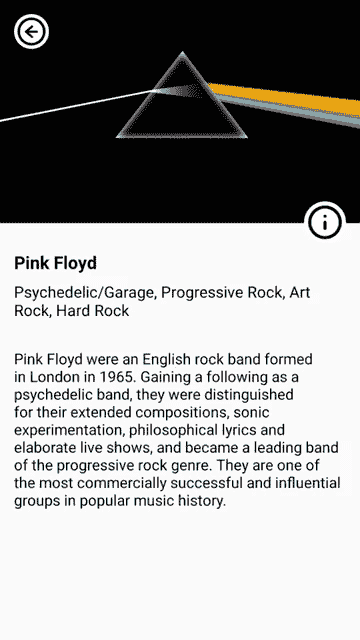 Pink Floyd
Psychedelic/Garage, Progressive Rock, Art
Rock, Hard Rock
Pink Floyd were an English rock band formed
in London in 1965. Gaining a following as a
psychedelic band, they were distinguished
for their extended compositions, sonic
experimentation, philosophical lyrics and
elaborate live shows, and became a leading band
of the progressive rock genre. They are one of
the most commercially successful and influential
groups in popular music history.